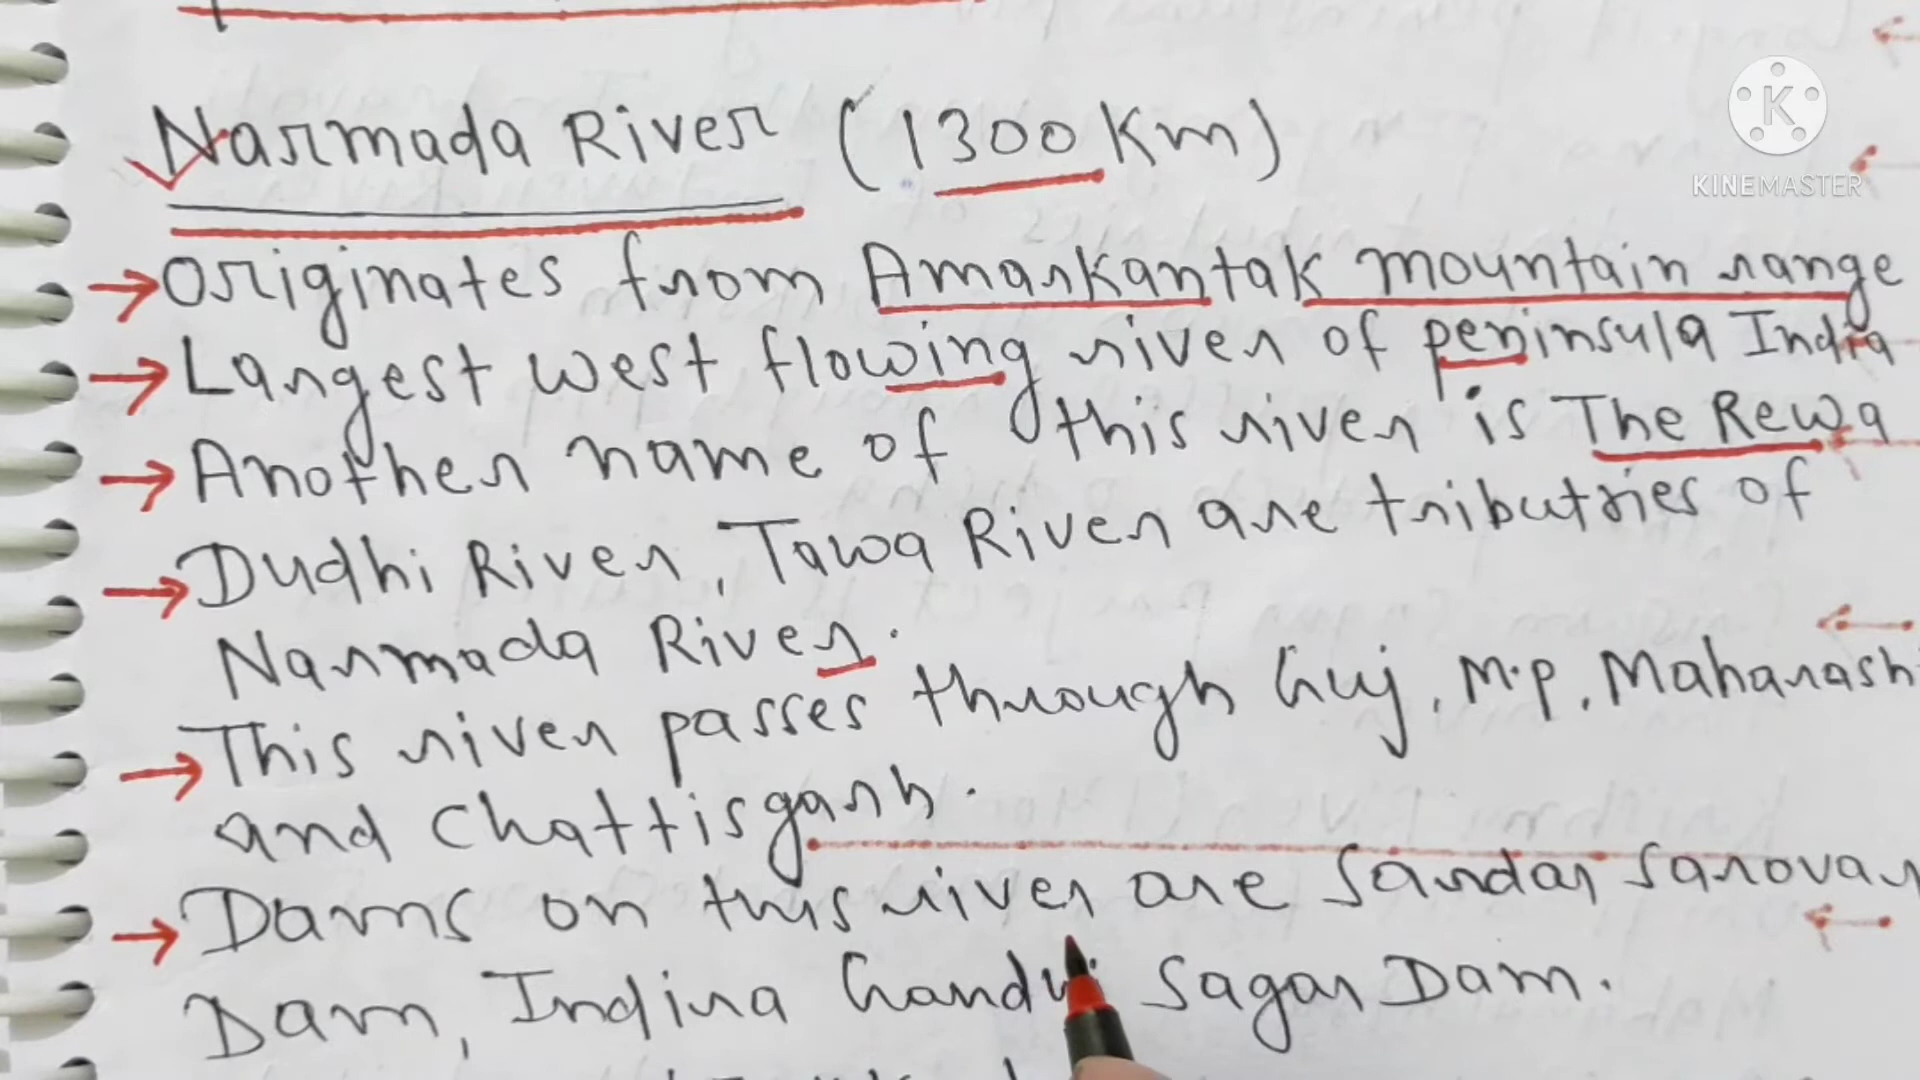 Narmada River (1300 Km)
KINEMASTER
→ Originates from Amarkantak mountain range
→ Largest west flowing river of peninsula India
→ Another name of this river is The Rewa
→ Dudhi River, Tawa River are tributries of
Narmada River.
→ This river passes through Guj, M.P, Maharash
and Chattisgarh.
→ Dams on this river are Sardar Sarovar
Dam, Indira Gandhi Sagar Dam.